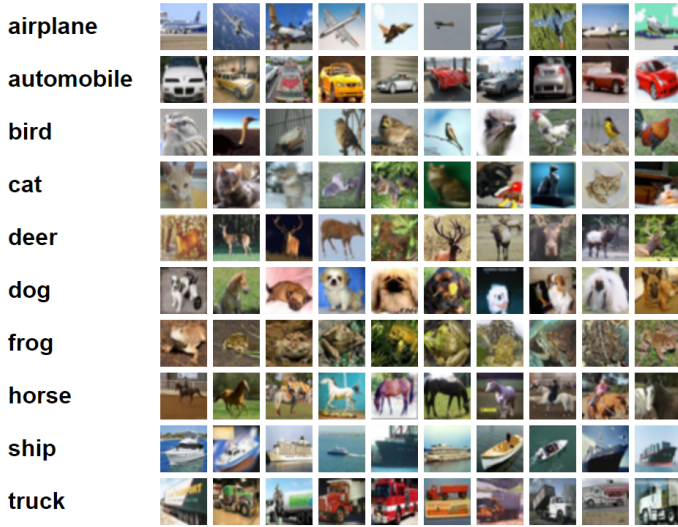 airplane
automobile
bird
cat
deer
dog
frog
horse
ship
truck